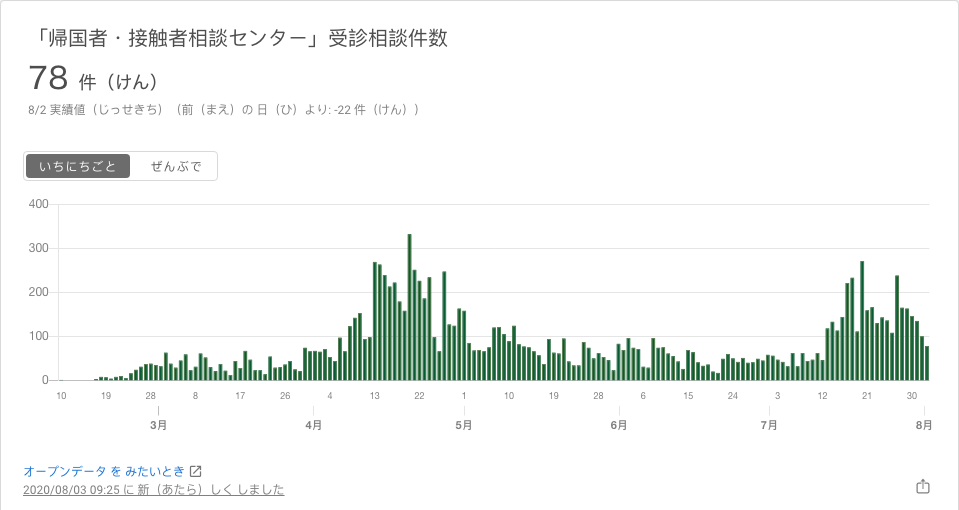 「帰国者・接触者相談センター」受診相談件数
78 件（けん）
8/2 実績値（じっせきち）（前（まえ）の 日（ひ）より: -22 件（けん））
いちにちごと ぜんぶで
400
300
200
100
0
10 19 28 8 17 26 4 13 22 1 10 19 28 6 15 24 3 12 21 30
3月 4月 5月 6月 7月 8月
オープンデータ を みたいとき
2020/08/03 09:25 に 新（あたら）しく しました